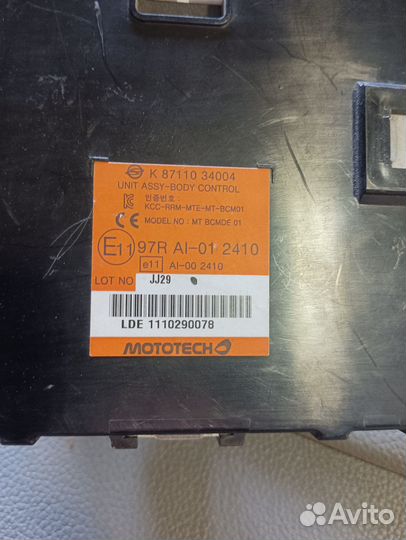 K 87110 34004
UNIT ASSY-BODY CONTROL
인증번호 :
KCC-RRM-MTE-MT-BCM01
CE MODEL NO : MT BCMDE 01
E11 97R AI-01 2410
e11 AI-00 2410
LOT NO JJ29
LDE 1110290078
MOTOTECH
Avito